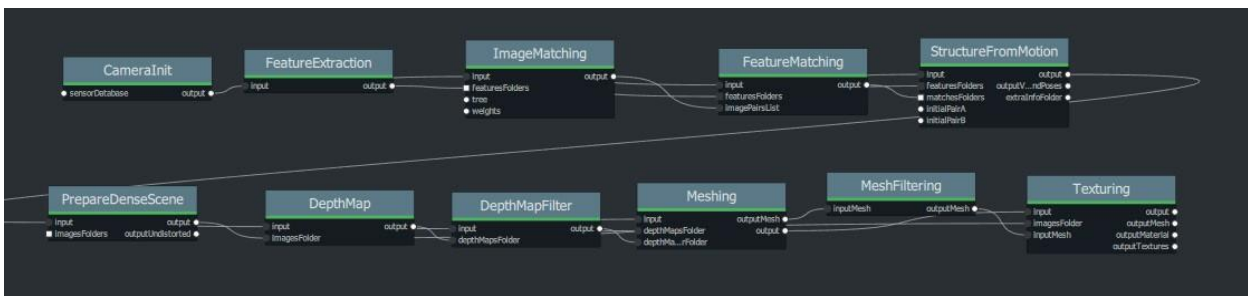 CameraInit
sensorDatabase output
FeatureExtraction
input output
ImageMatching
input output
featuresFolders
tree
weights
FeatureMatching
input output
featuresFolders
imagePairsList
StructureFromMotion
input output
featuresFolders outputV...ndPoses
matchesFolders extraInfoFolder
initialPairA
initialPairB
PrepareDenseScene
input output
imagesFolders outputUndistorted
DepthMap
input output
imagesFolder
DepthMapFilter
input output
depthMapsFolder
Meshing
input outputMesh
depthMapsFolder output
depthMa...rFolder
MeshFiltering
inputMesh outputMesh
Texturing
input output
imagesFolder outputMesh
inputMesh outputMaterial
outputTextures